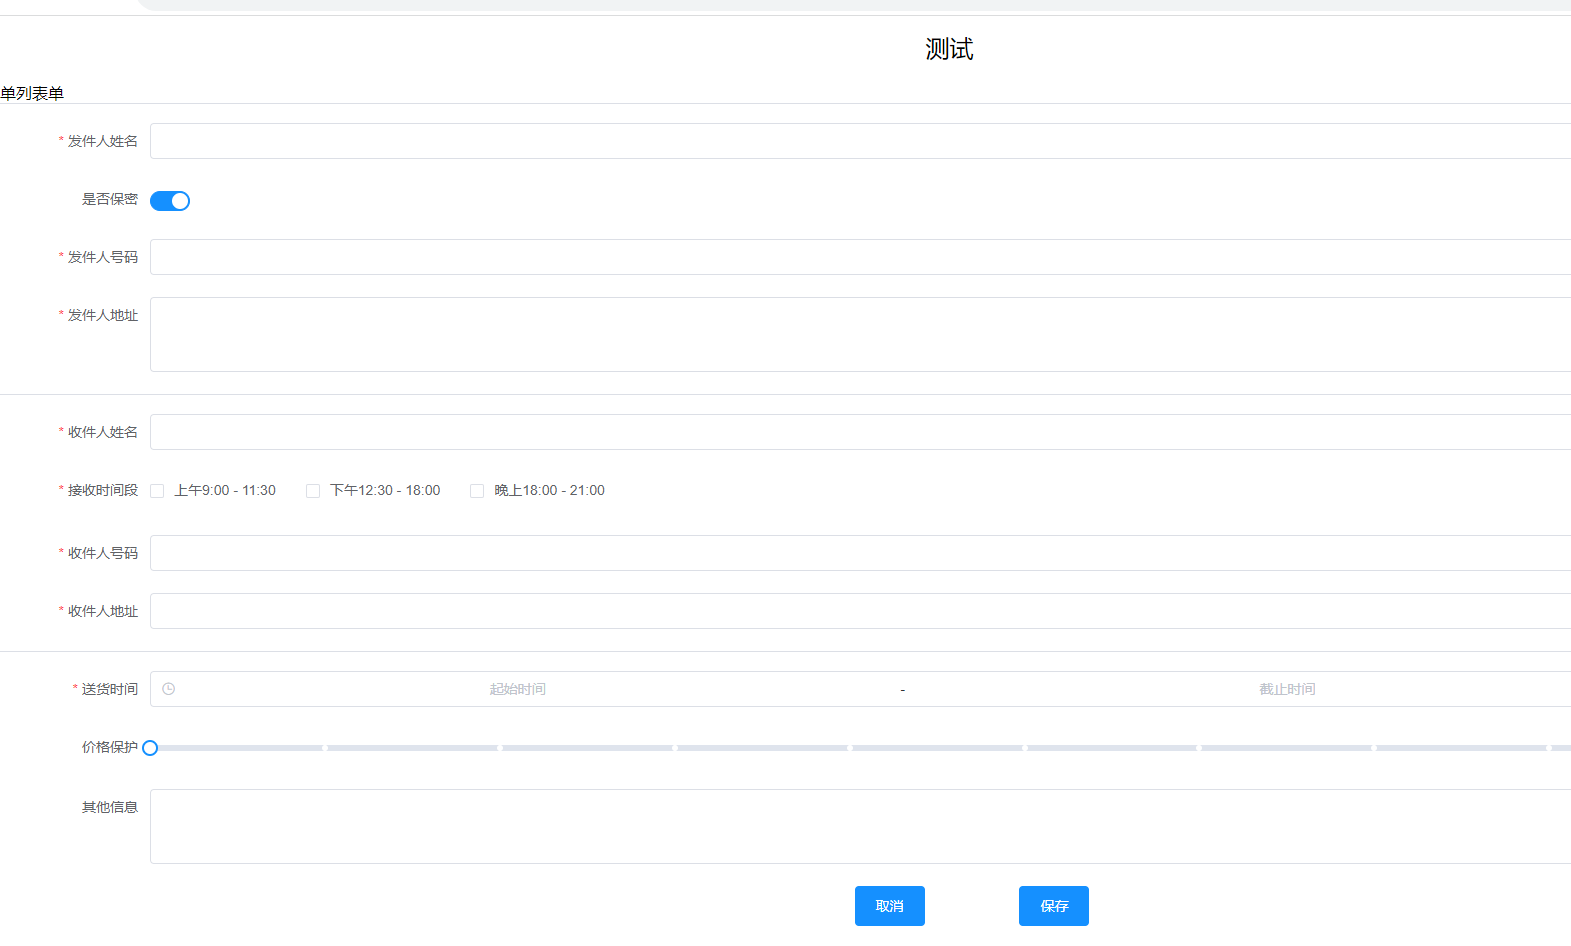 测试
单列表单
* 发件人姓名
是否保密
* 发件人号码
* 发件人地址
* 收件人姓名
* 接收时间段 上午9:00 - 11:30 下午12:30 - 18:00 晚上18:00 - 21:00
* 收件人号码
* 收件人地址
* 送货时间 起始时间 - 截止时间
价格保护
其他信息
取消 保存